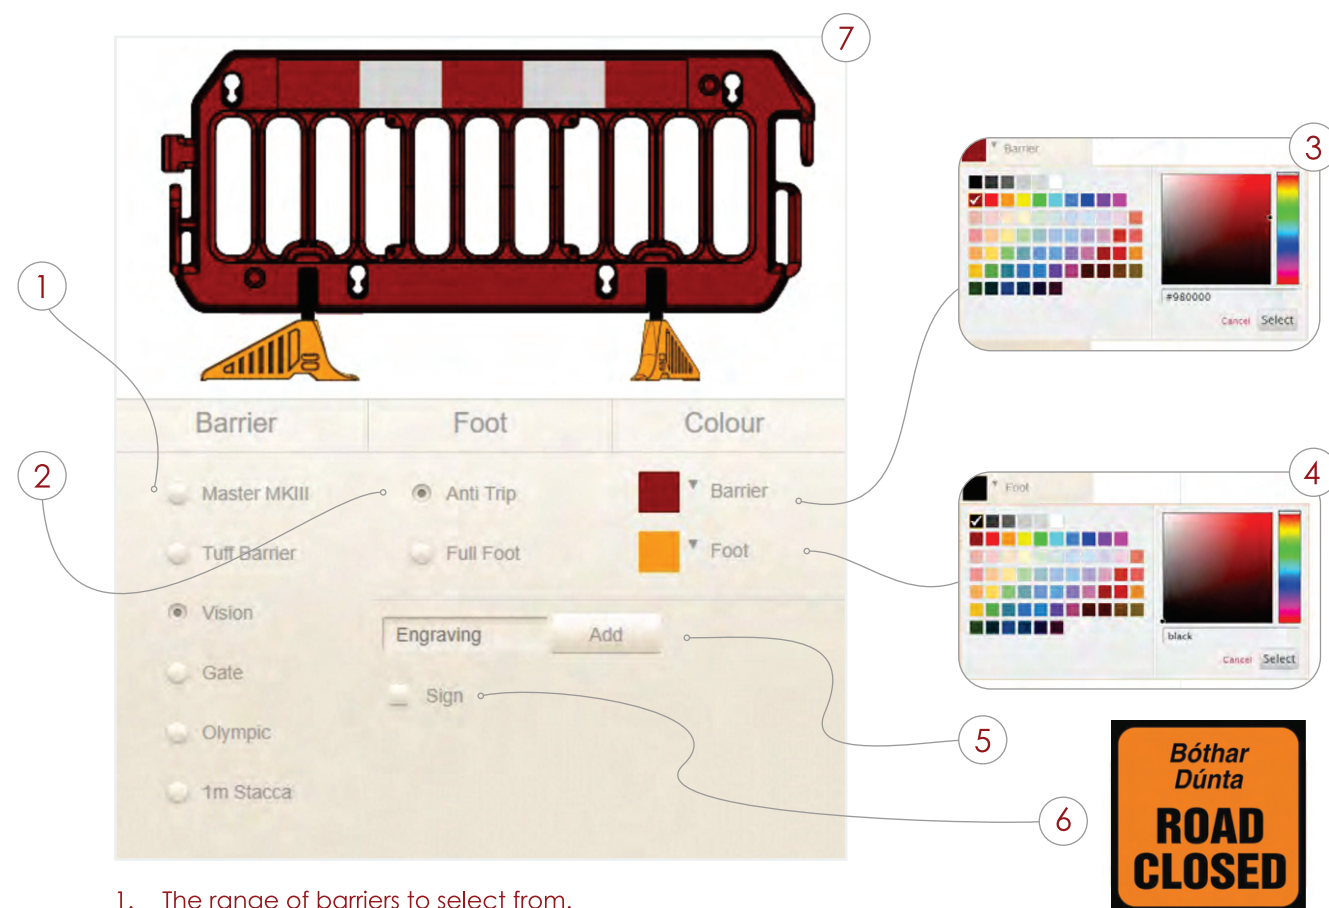 7
Barrier
3
#980000
Cancel Select
1
Barrier Foot Colour
2
Master MKIII Anti Trip Barrier
Tuff Barrier Full Foot Foot
Vision
Engraving Add
Gate
Sign
Olympic
1m Stacca
Foot
4
black
Cancel Select
5
6
Bóthar
Dúnta
ROAD
CLOSED
1. The range of barriers to select from.